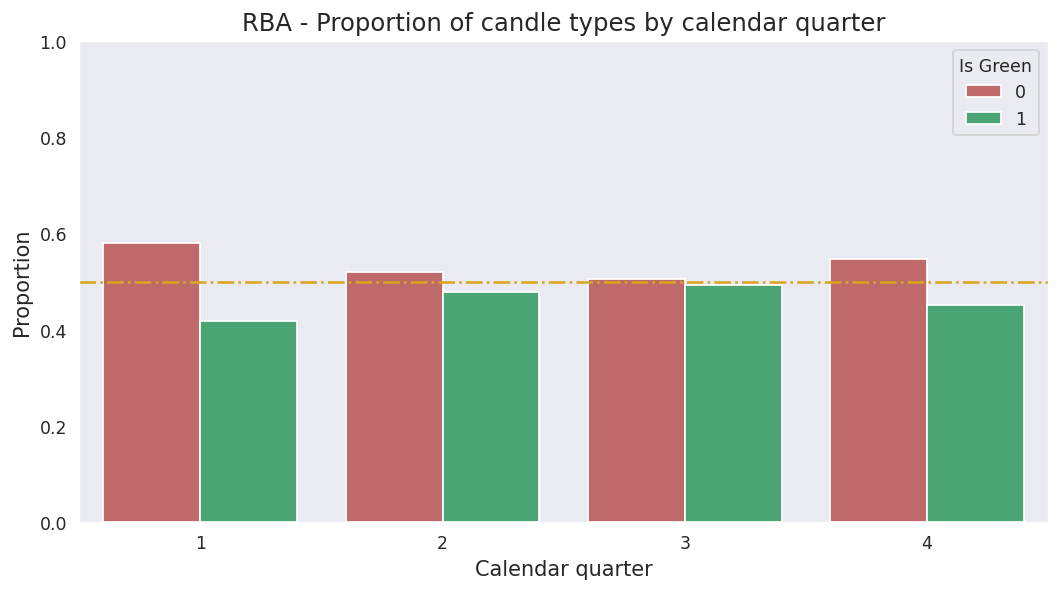 RBA - Proportion of candle types by calendar quarter
1.0
0.8
0.6
0.4
0.2
0.0
Proportion
Is Green
0
1
1 2 3 4
Calendar quarter